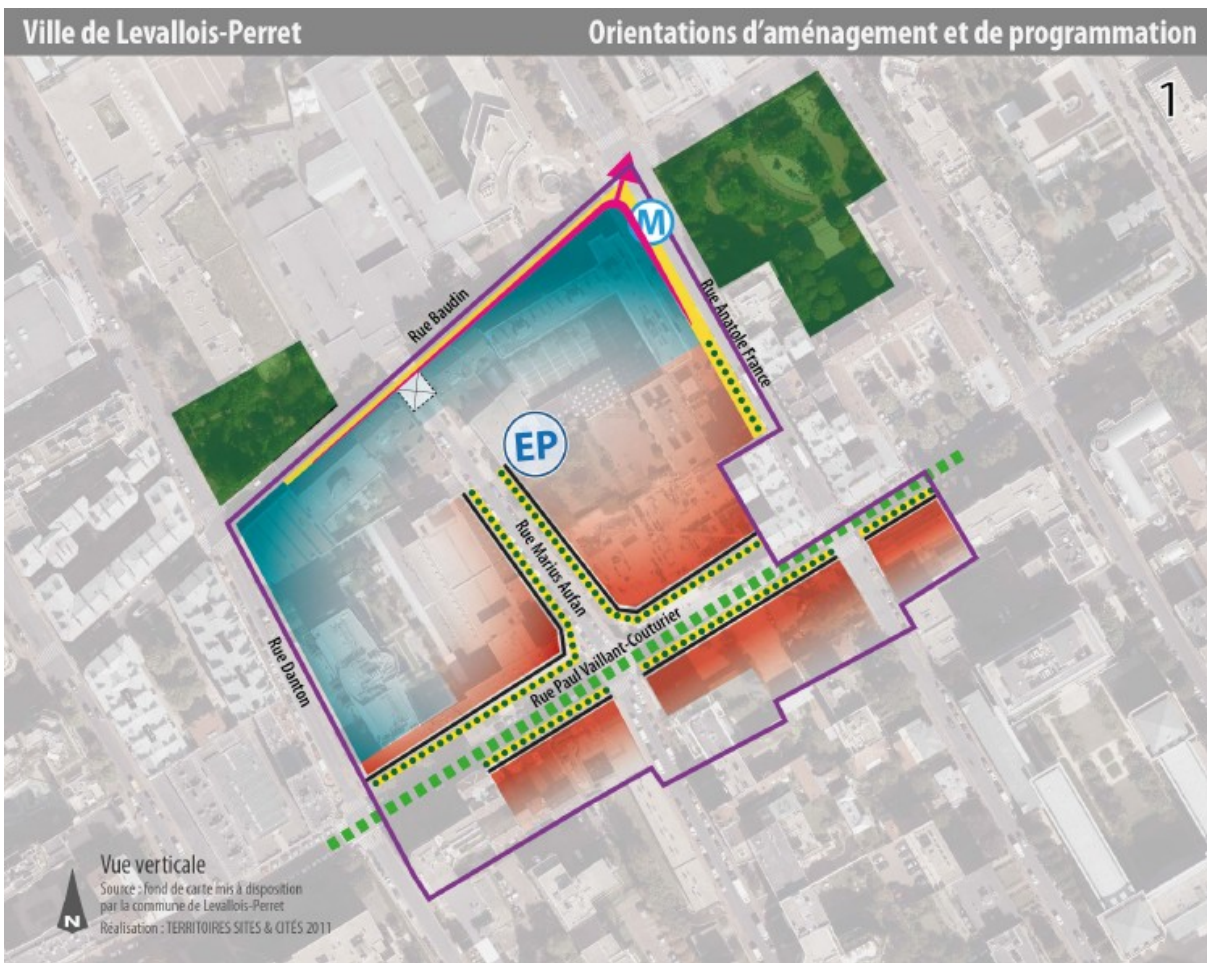 Ville de Levallois-Perret
Orientations d'aménagement et de programmation
1
M
Rue Baudin
Rue Anatole France
EP
Rue Marius Aufan
Rue Paul Vaillant-Couturier
Rue Danton
Vue verticale
Source : fond de carte mis à disposition
par la commune de Levallois-Perret
Réalisation : TERRITOIRES SITES & CITÉS 2011
N